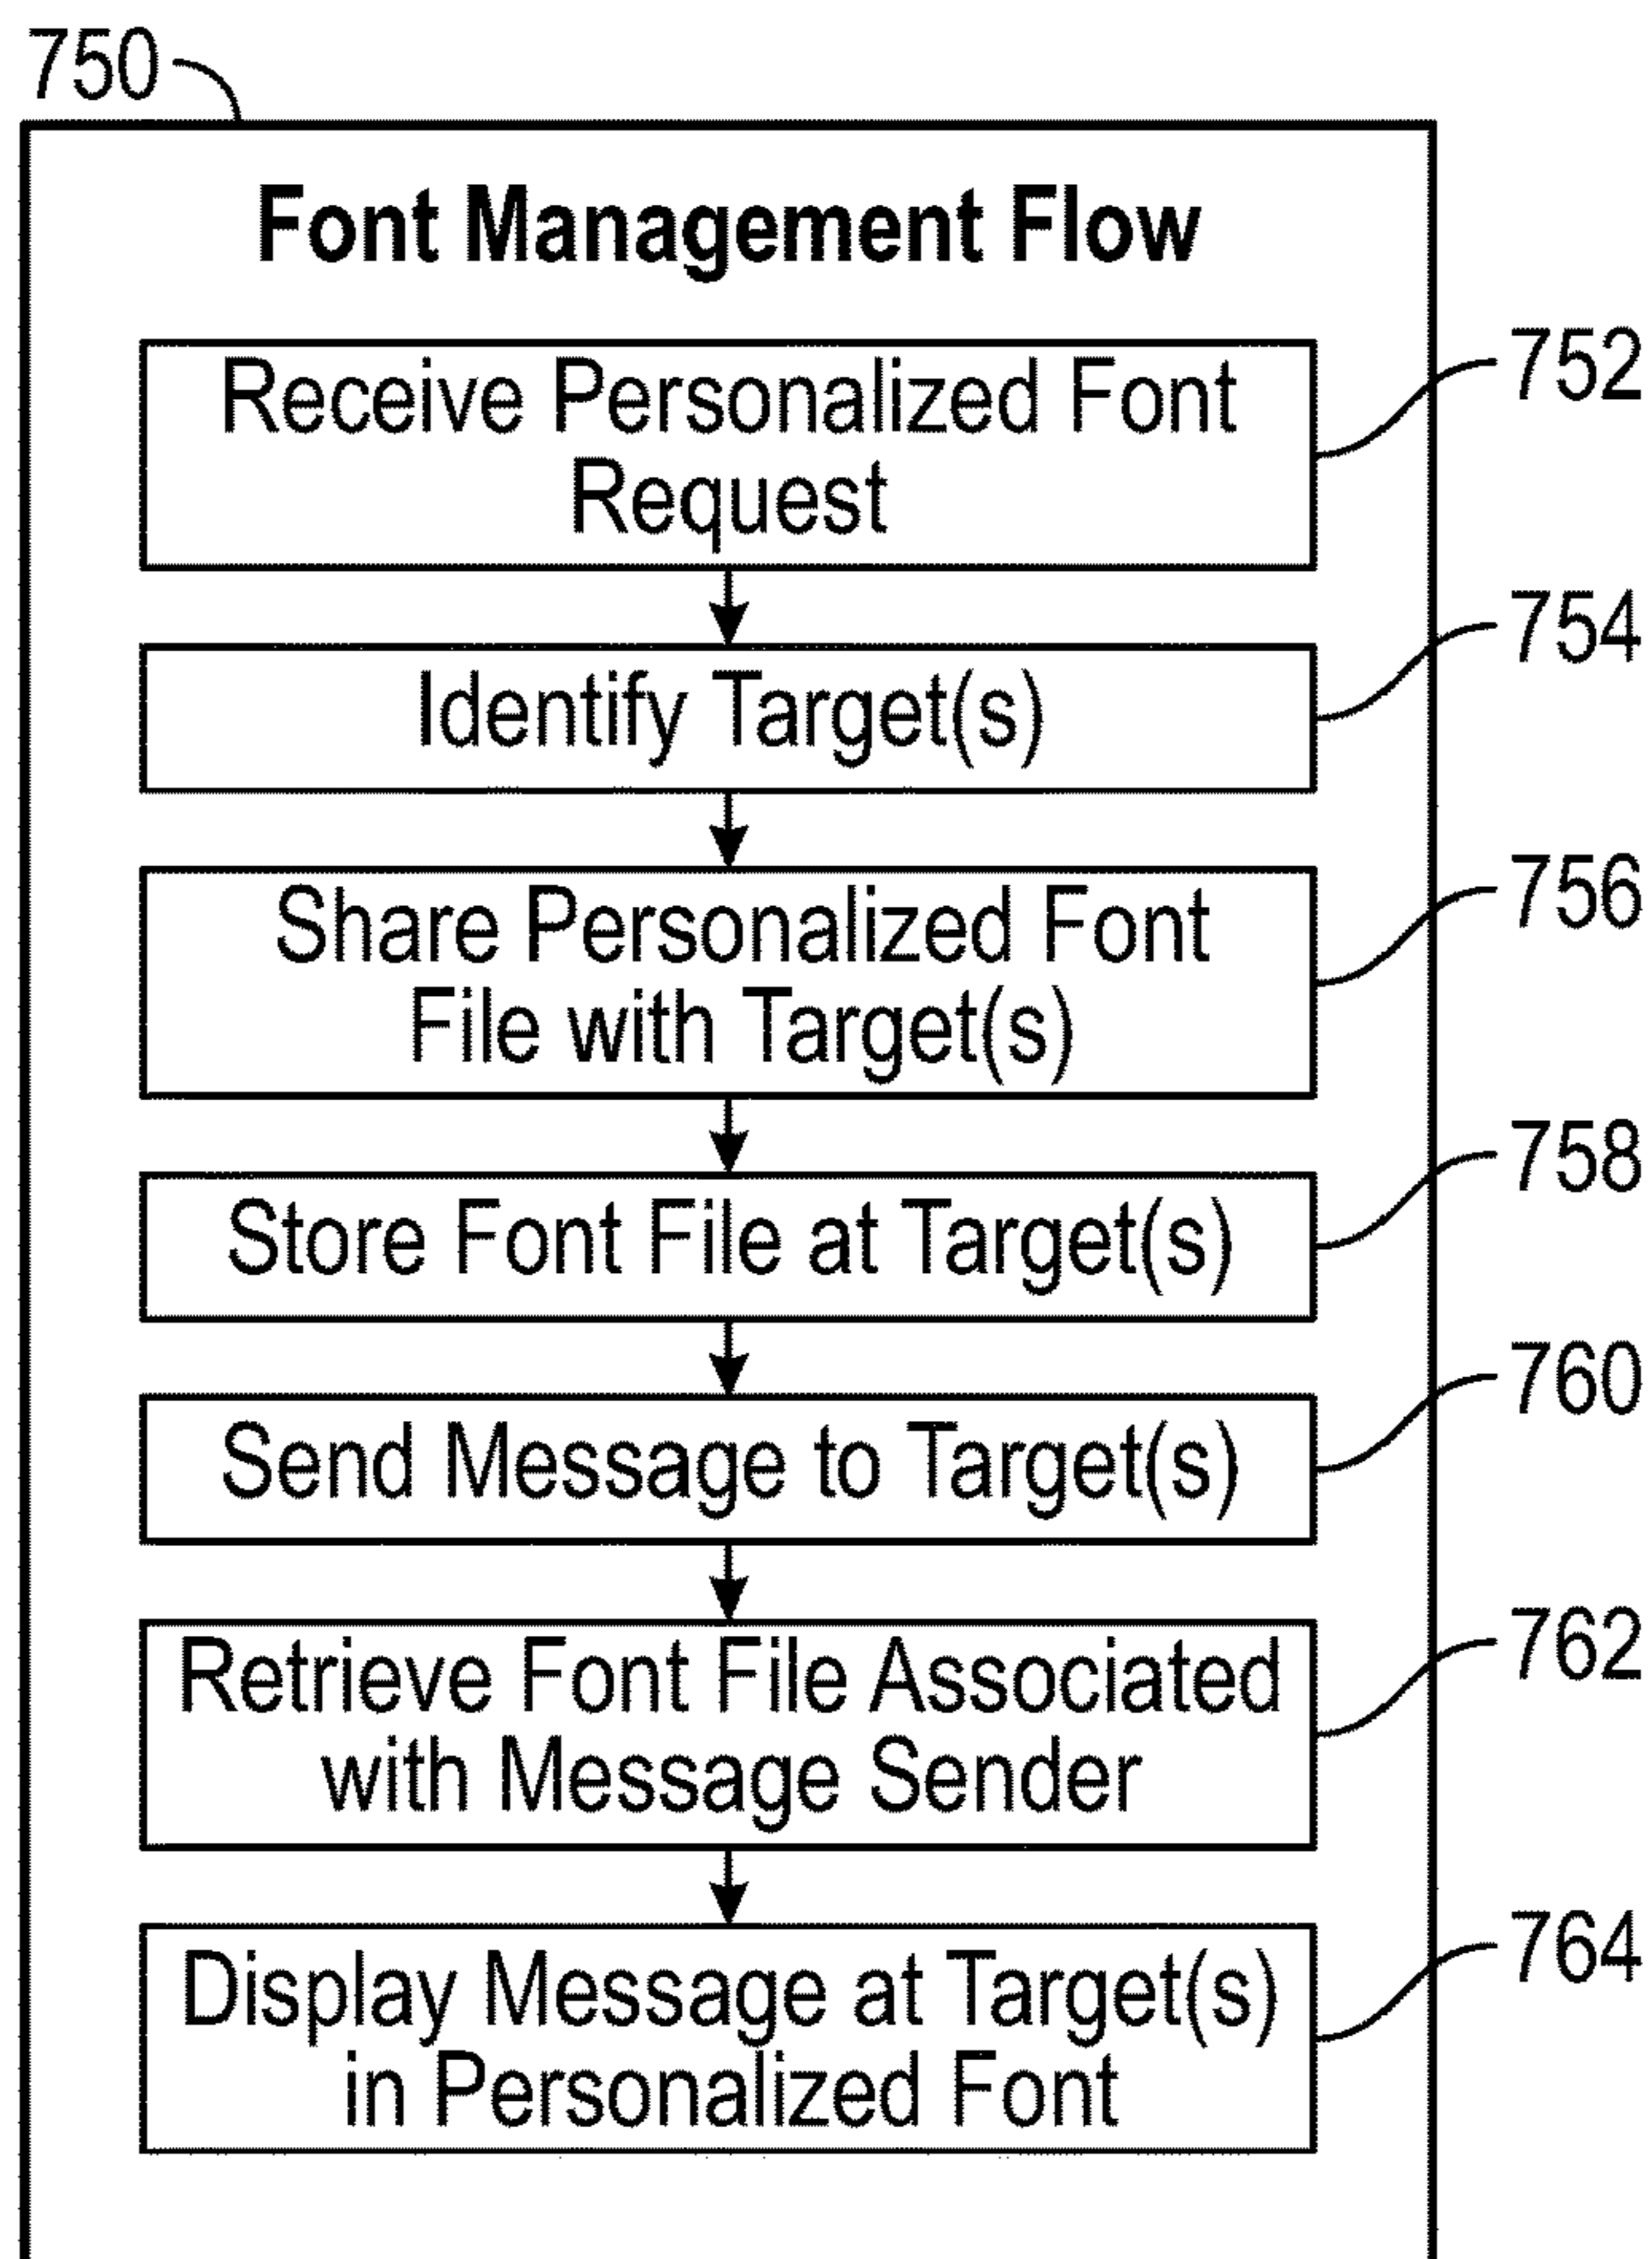 750
Font Management Flow
Receive Personalized Font
Request
752
Identify Target(s)
754
Share Personalized Font
File with Target(s)
756
Store Font File at Target(s)
758
Send Message to Target(s)
760
Retrieve Font File Associated
with Message Sender
762
Display Message at Target(s)
in Personalized Font
764